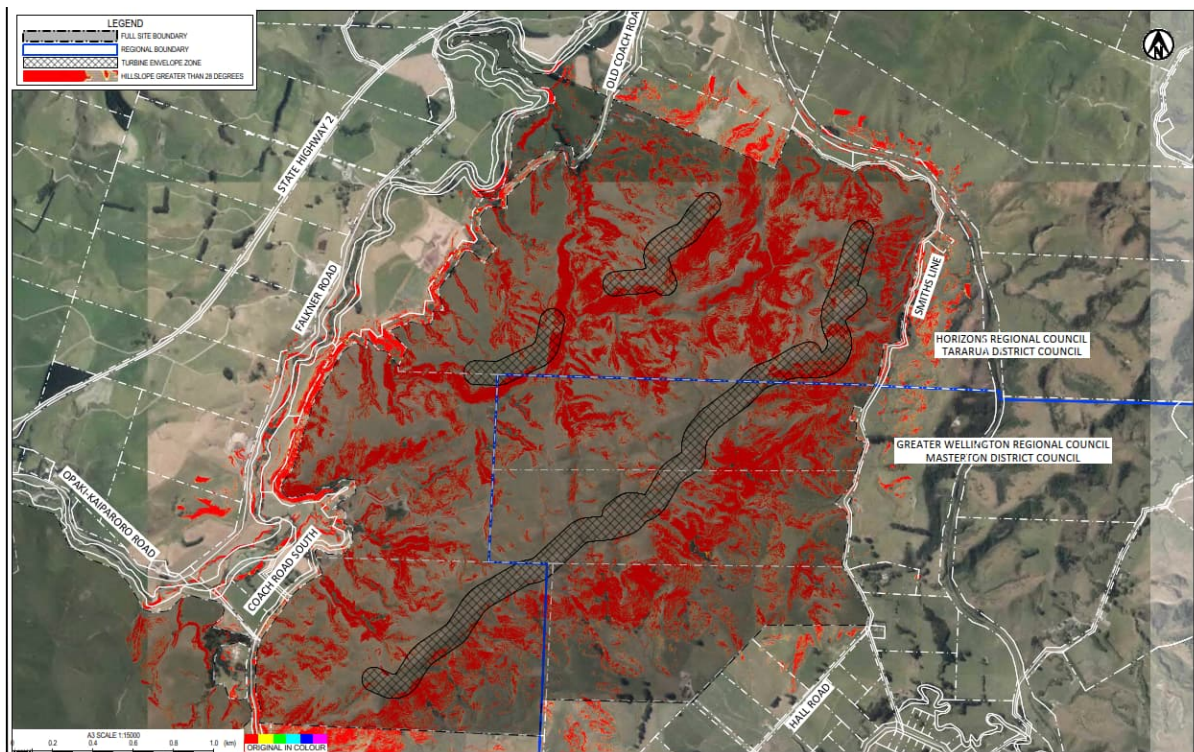 LEGEND
FULL SITE BOUNDARY
REGIONAL BOUNDARY
TURBINE ENVELOPE ZONE
HILLSLOPE GREATER THAN 28 DEGREES
N
OLD COACH ROA
STATE HIGHWAY 2
FALKNER ROAD
SMITHS LINE
HORIZONS REGIONAL COUNCIL
TARARUA DISTRICT COUNCIL
GREATER WELLINGTON REGIONAL COUNCIL
MASTERTON DISTRICT COUNCIL
OPAKI-KAIPARORO ROAD
COACH ROAD SOUTH
HALL ROAD
A3 SCALE 1:15000
0 0.2 0.4 0.6 0.8 1.0 (km)
ORIGINAL IN COLOUR